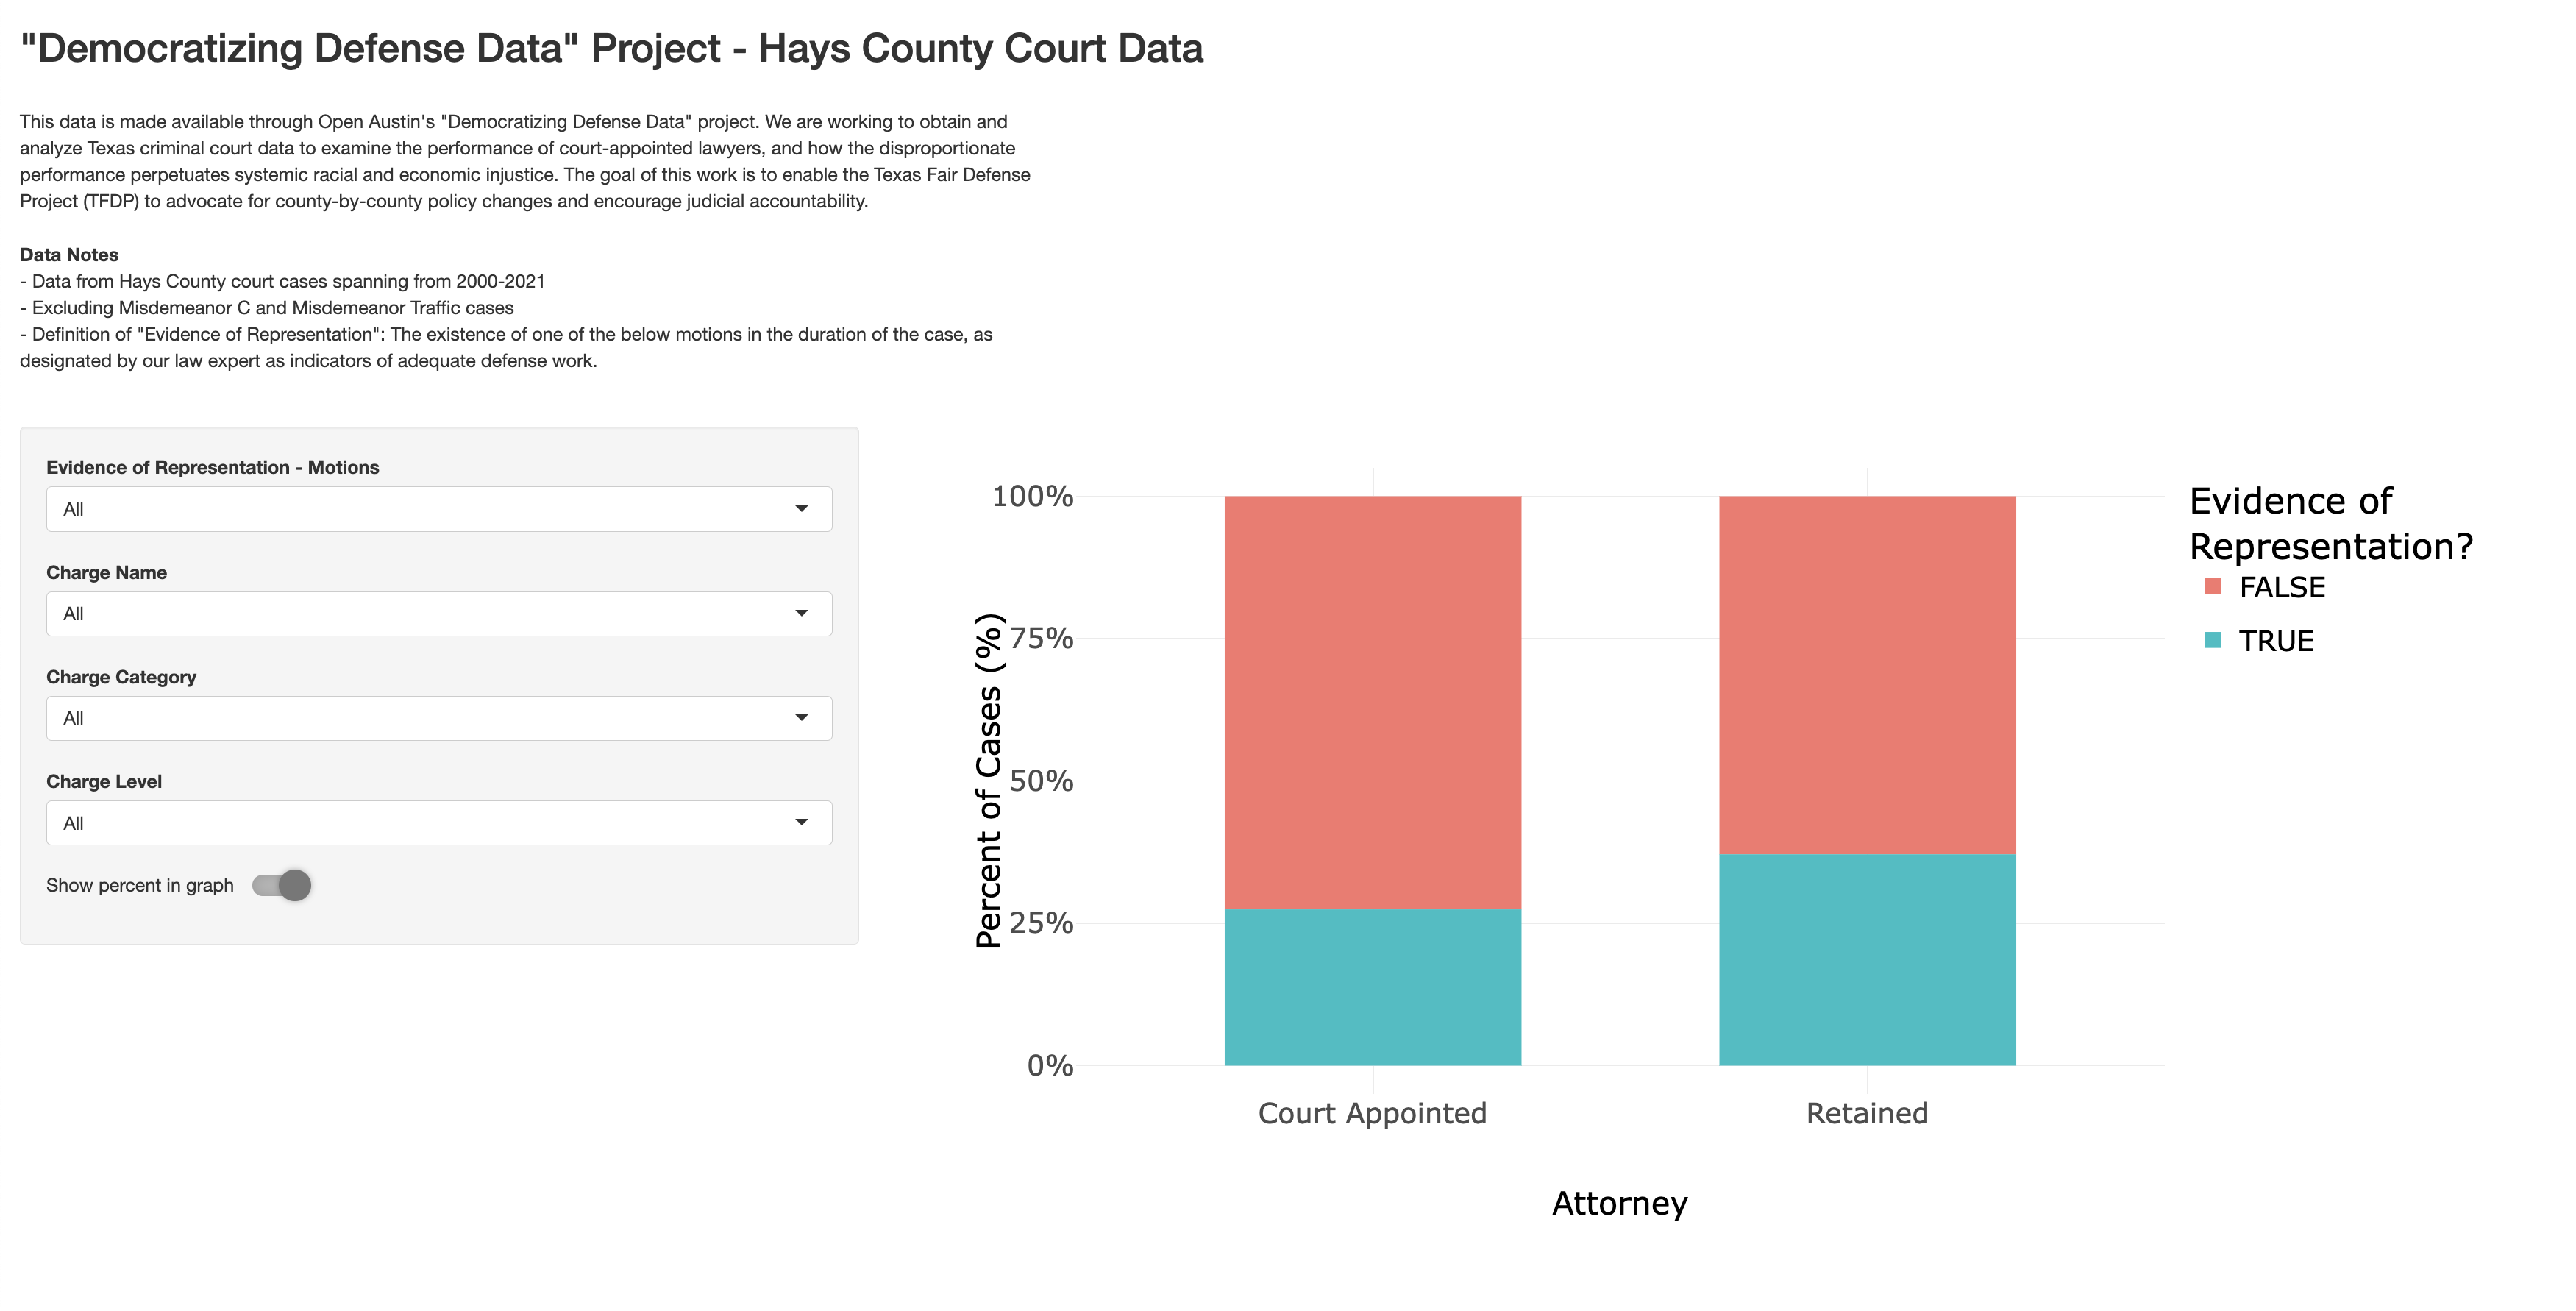 "Democratizing Defense Data" Project - Hays County Court Data
This data is made available through Open Austin's "Democratizing Defense Data" project. We are working to obtain and
analyze Texas criminal court data to examine the performance of court-appointed lawyers, and how the disproportionate
performance perpetuates systemic racial and economic injustice. The goal of this work is to enable the Texas Fair Defense
Project (TFDP) to advocate for county-by-county policy changes and encourage judicial accountability.
Data Notes
- Data from Hays County court cases spanning from 2000-2021
- Excluding Misdemeanor C and Misdemeanor Traffic cases
- Definition of "Evidence of Representation": The existence of one of the below motions in the duration of the case, as
designated by our law expert as indicators of adequate defense work.
Evidence of Representation - Motions
All
Charge Name
All
Charge Category
All
Charge Level
All
Show percent in graph
Percent of Cases (%)
100%
75%
50%
25%
0%
Court Appointed
Retained
Attorney
Evidence of
Representation?
FALSE
TRUE